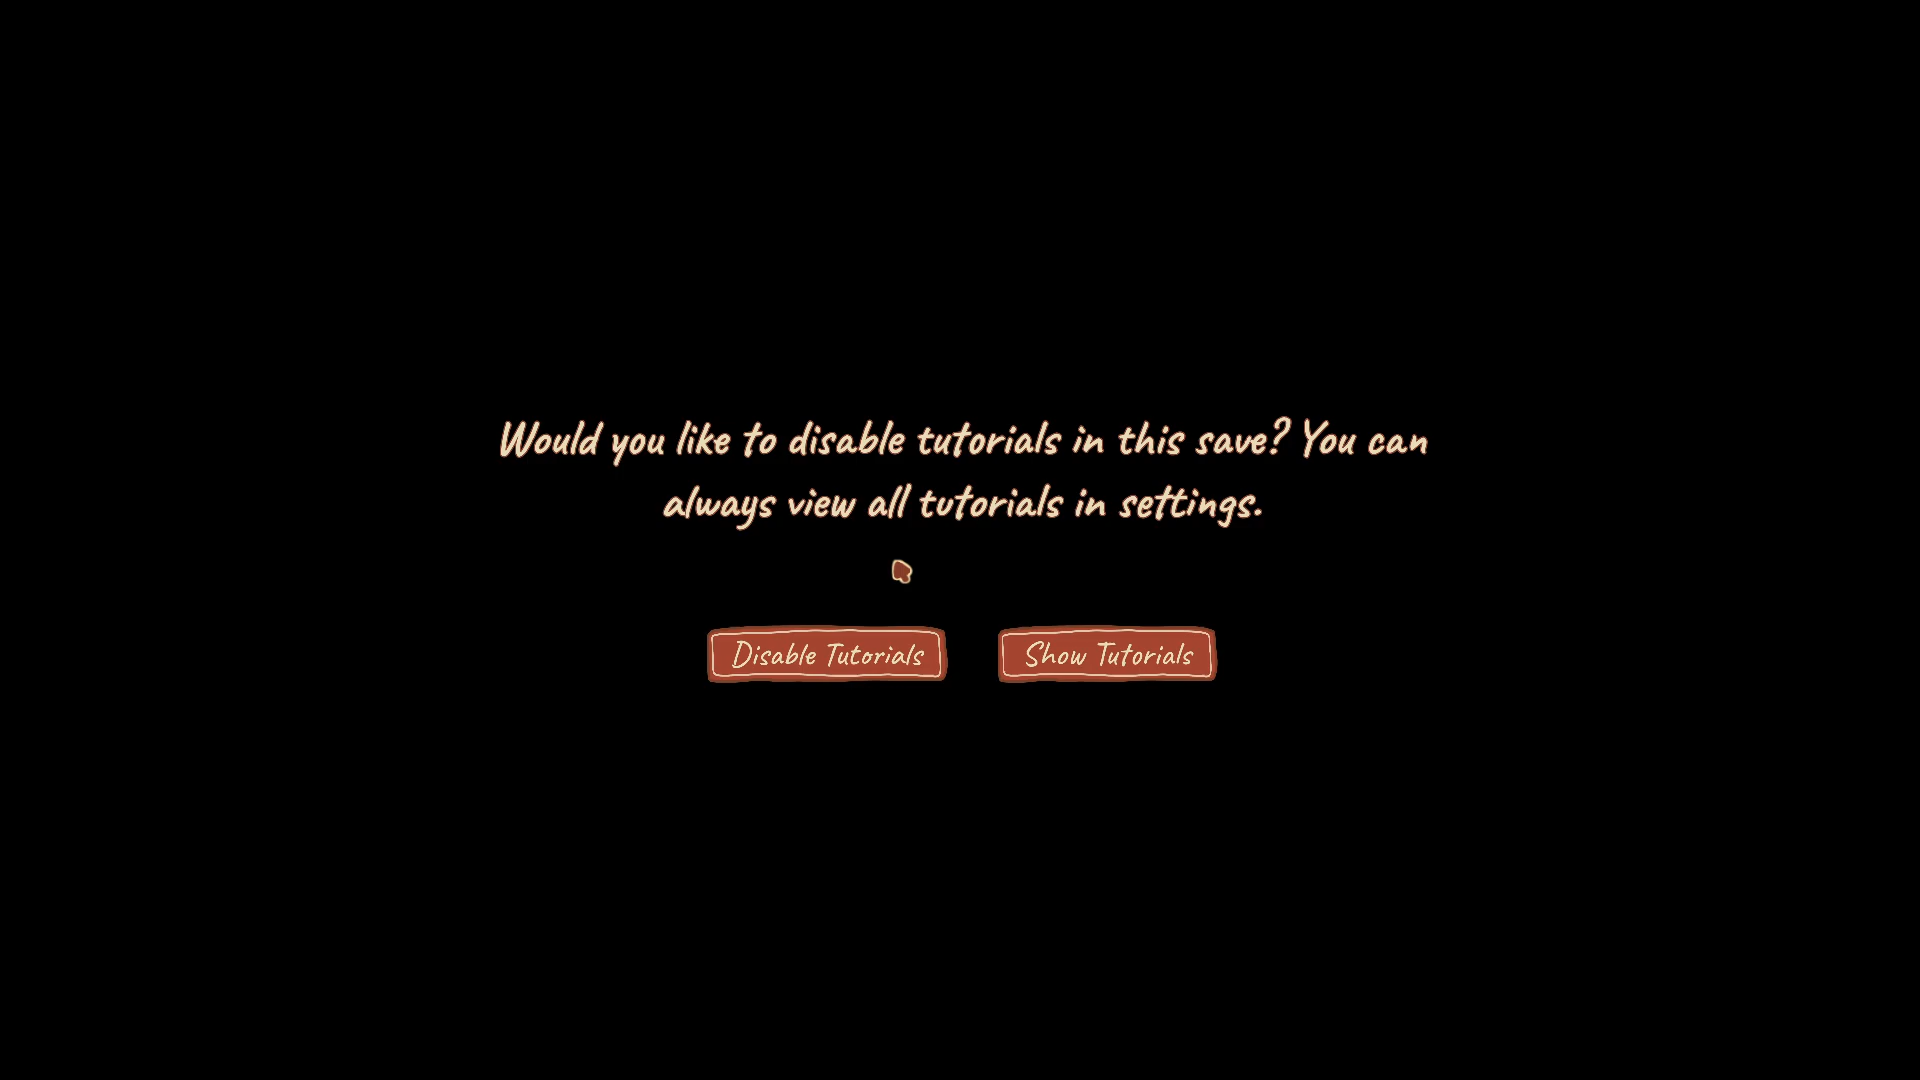 Would you like to disable tutorials in this save? You can
always view all tutorials in settings.
Disable Tutorials
Show Tutorials